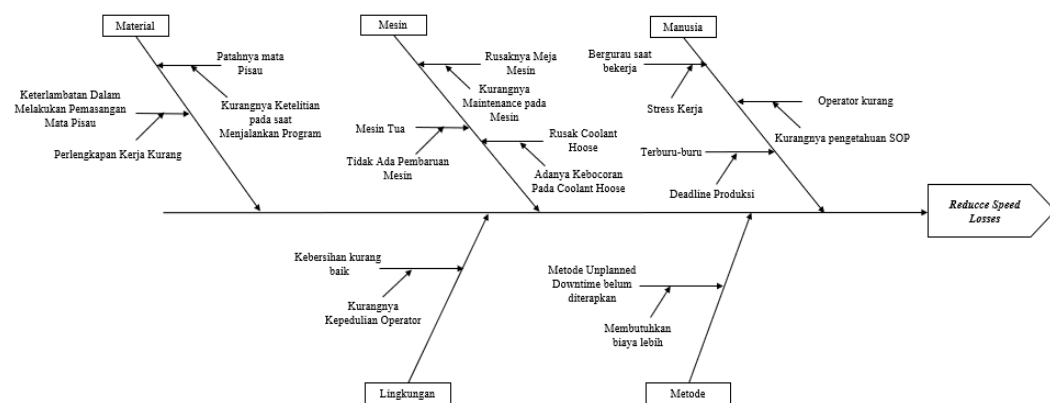 Material
Mesin
Manusia
Patahnya mata
Pisau
Keterlambatan Dalam
Melakukan Pemasangan
Mata Pisau
Kurangnya Ketelitian
pada saat
Menjalankan Program
Perlengkapan Kerja Kurang
Rusaknya Meja
Mesin
Kurangnya
Maintenance pada
Mesin
Mesin Tua
Tidak Ada Pembaruan
Mesin
Rusak Coolant
Hoose
Adanya Kebocoran
Pada Coolant Hoose
Bergurau saat
bekerja
Stress Kerja
Operator kurang
Kurangnya pengetahuan SOP
Terburu-buru
Deadline Produksi
Reducce Speed
Losses
Kebersihan kurang
baik
Kurangnya
Kepedulian Operator
Metode Unplanned
Downtime belum
diterapkan
Membutuhkan
biaya lebih
Lingkungan
Metode